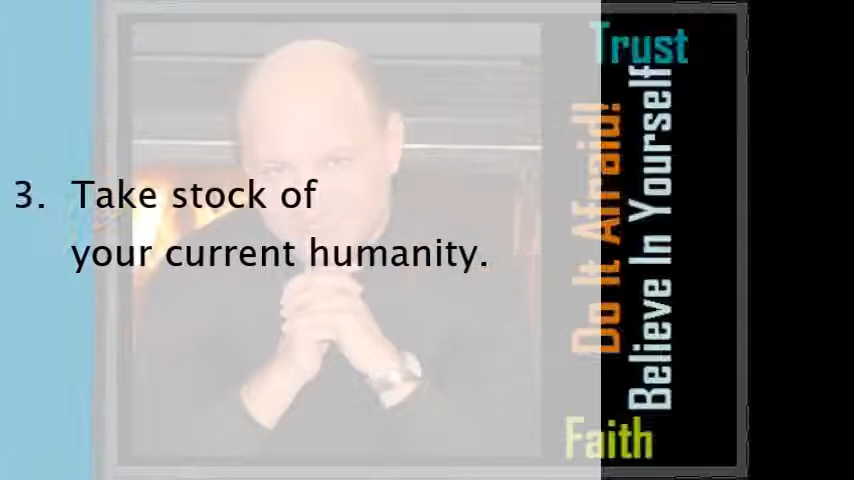 3. Take stock of
your current humanity.
Trust
Do It Afraid!
Believe In Yourself
Faith